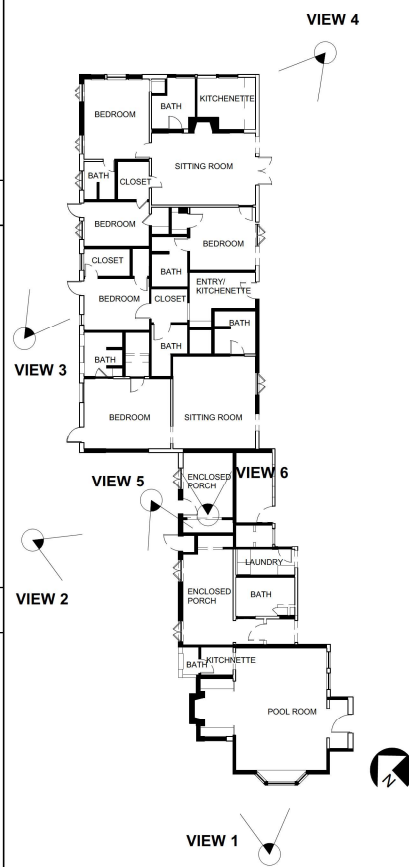 VIEW 4
BATH
KITCHENETTE
BEDROOM
SITTING ROOM
BATH
CLOSET
BEDROOM
BEDROOM
CLOSET
BATH
ENTRY/
KITCHENETTE
BEDROOM
CLOSET
BATH
BATH
VIEW 3
BATH
BEDROOM
SITTING ROOM
VIEW 5
ENCLOSED
PORCH
VIEW 6
VIEW 2
LAUNDRY
ENCLOSED
PORCH
BATH
BATH
KITCHNETTE
POOL ROOM
N
VIEW 1